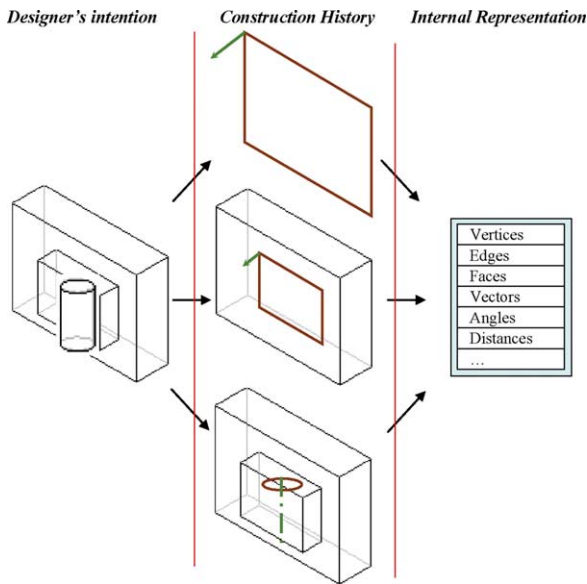 Designer's intention
Construction History
Internal Representation
Vertices
Edges
Faces
Vectors
Angles
Distances
…